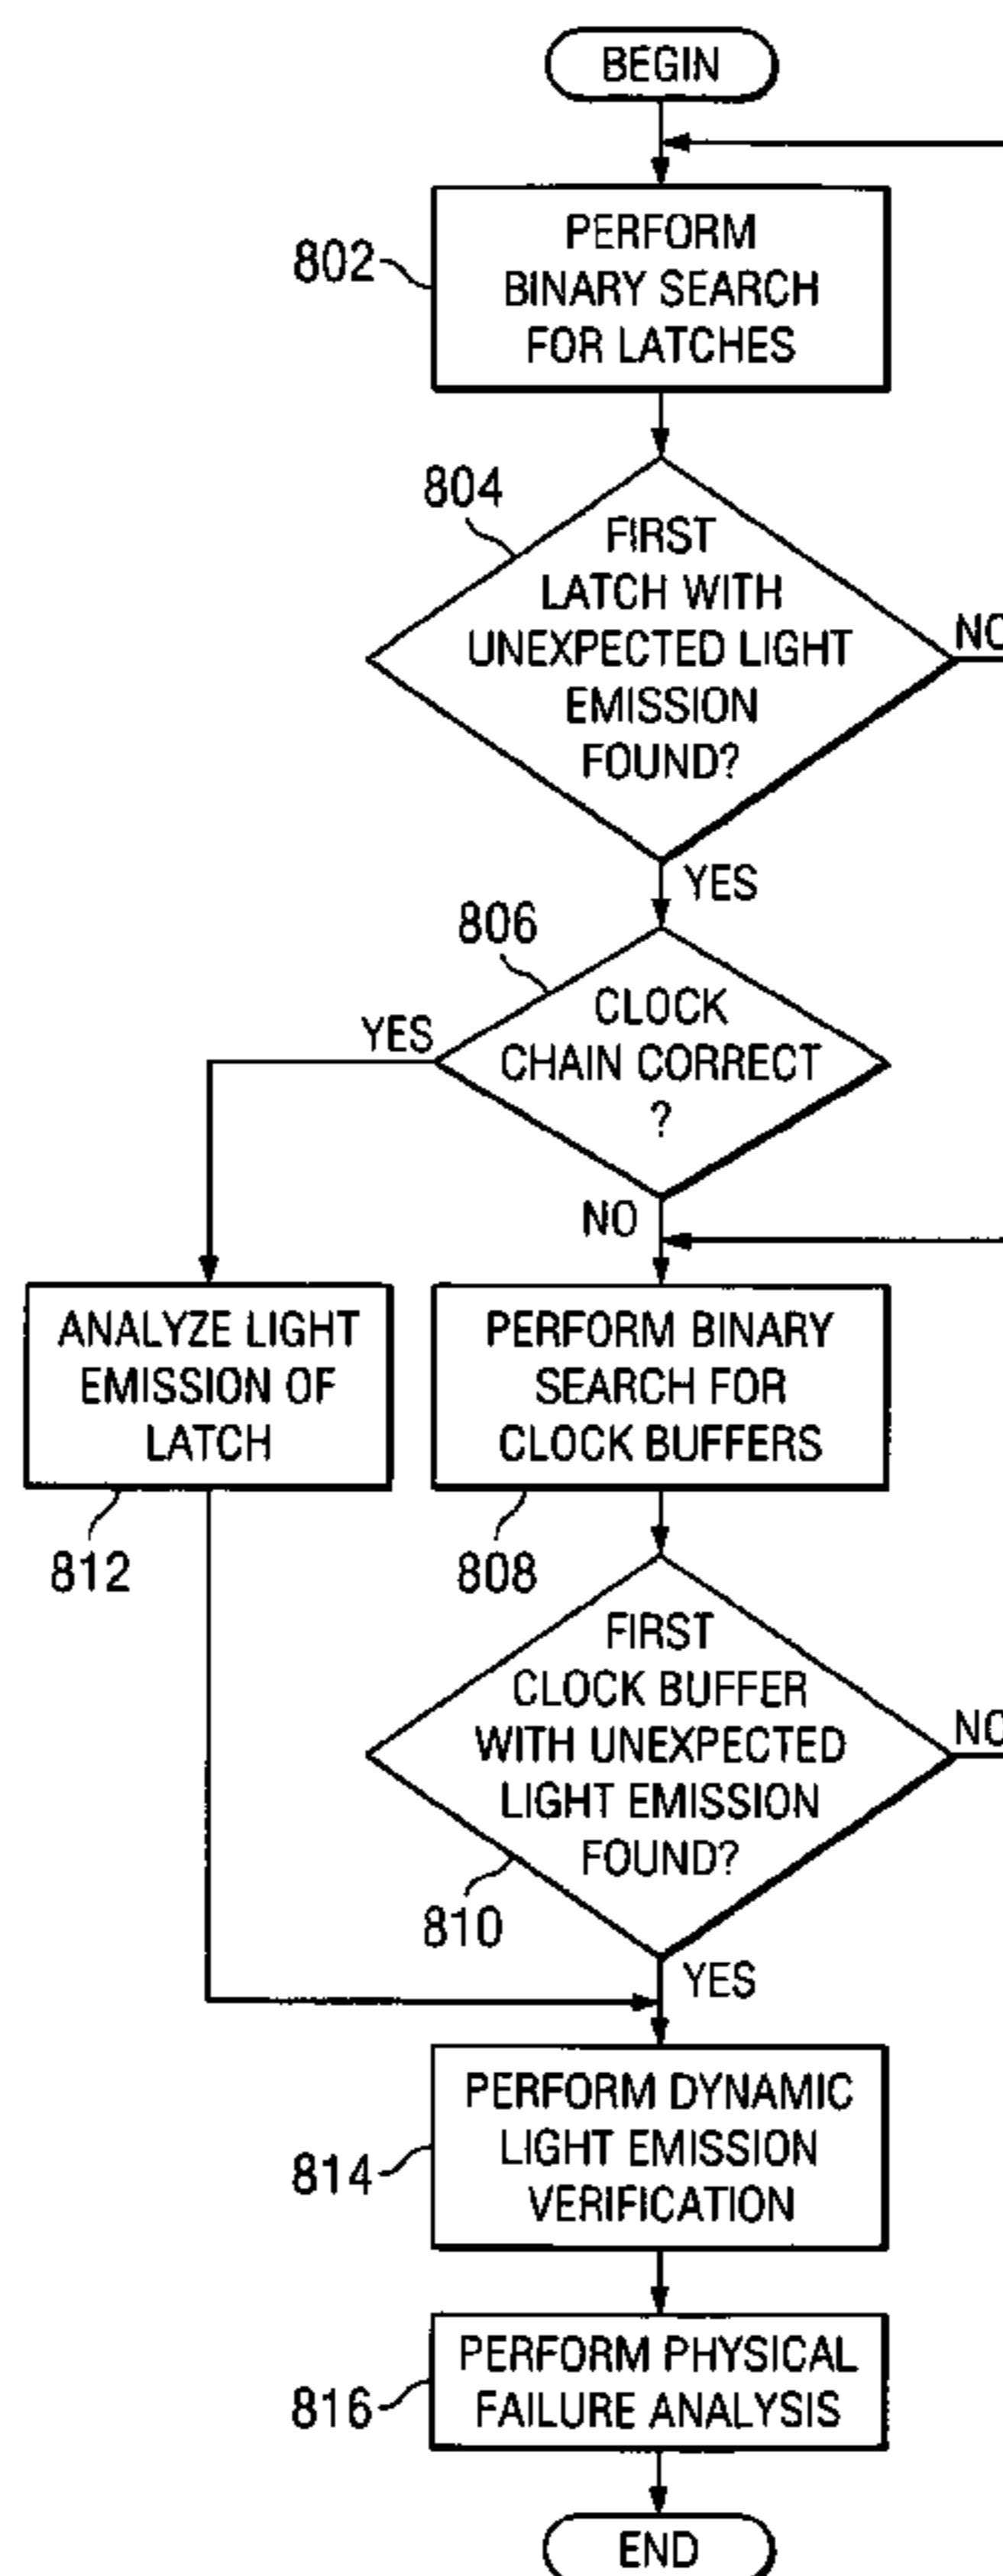 BEGIN
802
PERFORM
BINARY SEARCH
FOR LATCHES
804
FIRST
LATCH WITH
UNEXPECTED LIGHT
EMISSION
FOUND?
NO
YES
806
CLOCK
CHAIN CORRECT
?
YES
NO
ANALYZE LIGHT
EMISSION OF
LATCH
812
PERFORM BINARY
SEARCH FOR
CLOCK BUFFERS
808
FIRST
CLOCK BUFFER
WITH UNEXPECTED
LIGHT EMISSION
FOUND?
NO
810
YES
PERFORM DYNAMIC
LIGHT EMISSION
VERIFICATION
814
PERFORM PHYSICAL
FAILURE ANALYSIS
816
END